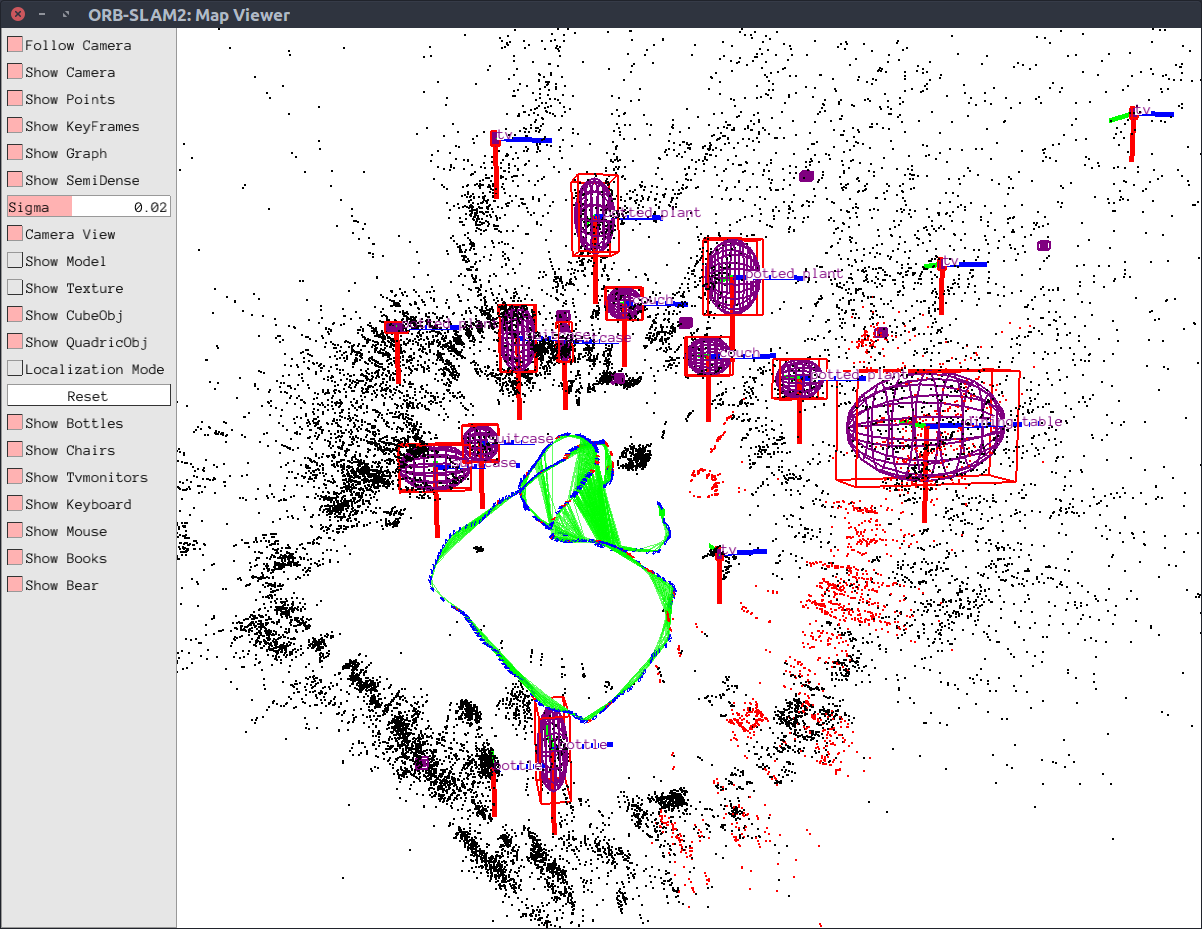 ORB-SLAM2: Map Viewer
Follow Camera
Show Camera
Show Points
Show KeyFrames
Show Graph
Show SemiDense
Sigma 0.02
Camera View
Show Model
Show Texture
Show CubeObj
Show QuadricObj
Localization Mode
Reset
Show Bottles
Show Chairs
Show Tvmonitors
Show Keyboard
Show Mouse
Show Books
Show Bear
tv
tv
potted plant
tv
potted plant
couch
suitcase
couch
potted plant
table
suitcase
suitcase
tv
bottle
bottle